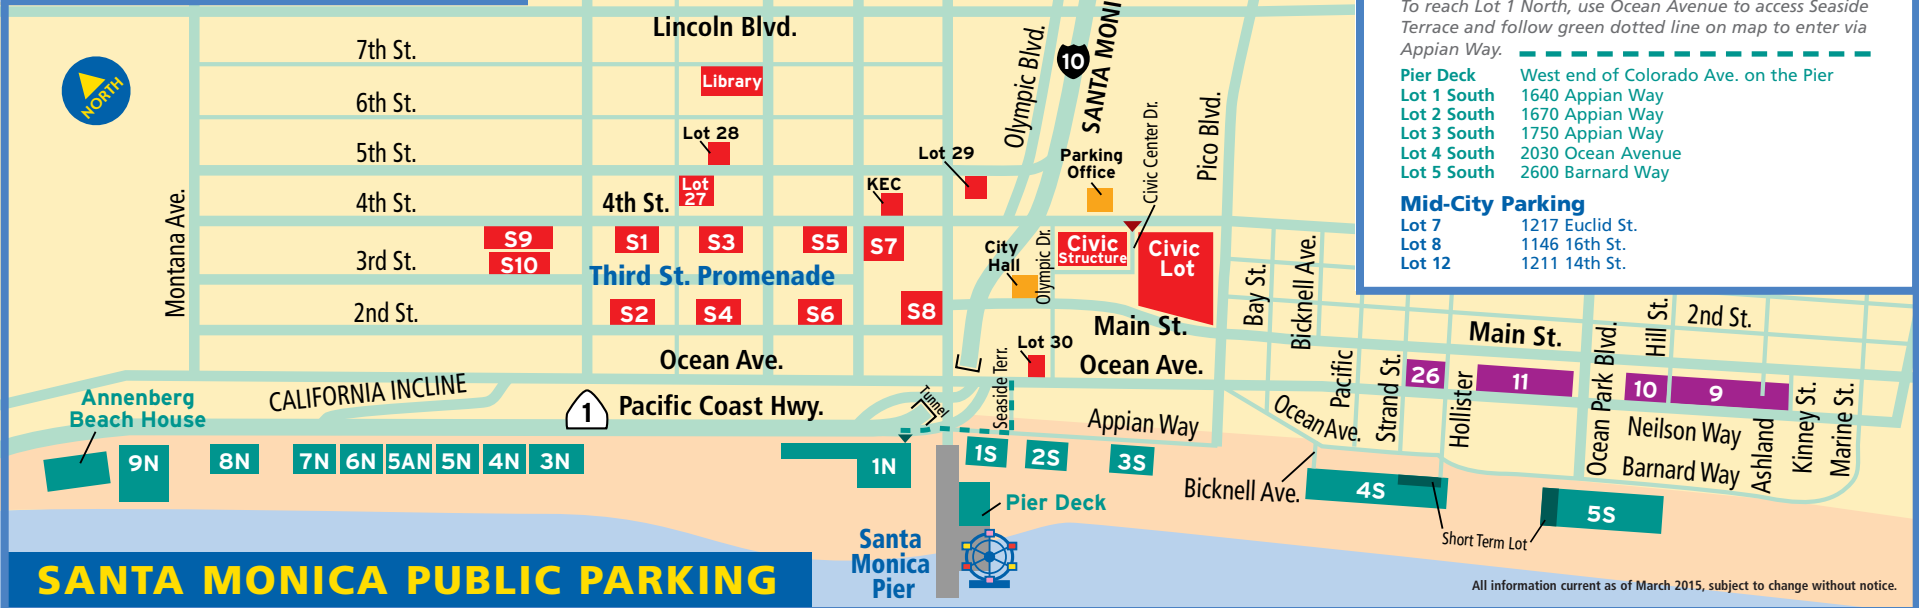 To reach Lot 1 North, use Ocean Avenue to access Seaside
Terrace and follow green dotted line on map to enter via
Appian Way.
Pier Deck West end of Colorado Ave. on the Pier
Lot 1 South 1640 Appian Way
Lot 2 South 1670 Appian Way
Lot 3 South 1750 Appian Way
Lot 4 South 2030 Ocean Avenue
Lot 5 South 2600 Barnard Way
Mid-City Parking
Lot 7 1217 Euclid St.
Lot 8 1146 16th St.
Lot 12 1211 14th St.
Lincoln Blvd.
7th St.
Library
6th St.
NORTH
Lot 28
5th St.
Lot 29
Olympic Blvd.
10
SANTA MONI
Parking
Office
Civic Center Dr.
Pico Blvd.
Montana Ave.
4th St.
4th St.
Lot
27
KEC
S9
S10
S1
S3
S5
S7
3rd St.
Third St. Promenade
City
Hall
Olympic Dr.
Civic
Structure
Civic
Lot
Bay St.
Bicknell Ave.
2nd St.
S2
S4
S6
S8
Main St.
Main St.
Hill St.
2nd St.
Ocean Ave.
Lot 30
Ocean Ave.
Seaside Terr.
Pacific
Strand St.
26
Hollister
11
Ocean Park Blvd.
10
9
Ashland
Kinney St.
Marine St.
Annenberg
Beach House
CALIFORNIA INCLINE
1
Pacific Coast Hwy.
Tunnel
Appian Way
Ocean Ave.
Neilson Way
Barnard Way
9N
8N
7N
6N
5AN
5N
4N
3N
1N
1S
2S
3S
Bicknell Ave.
4S
5S
Short Term Lot
Pier Deck
Santa
Monica
Pier
SANTA MONICA PUBLIC PARKING
All information current as of March 2015, subject to change without notice.